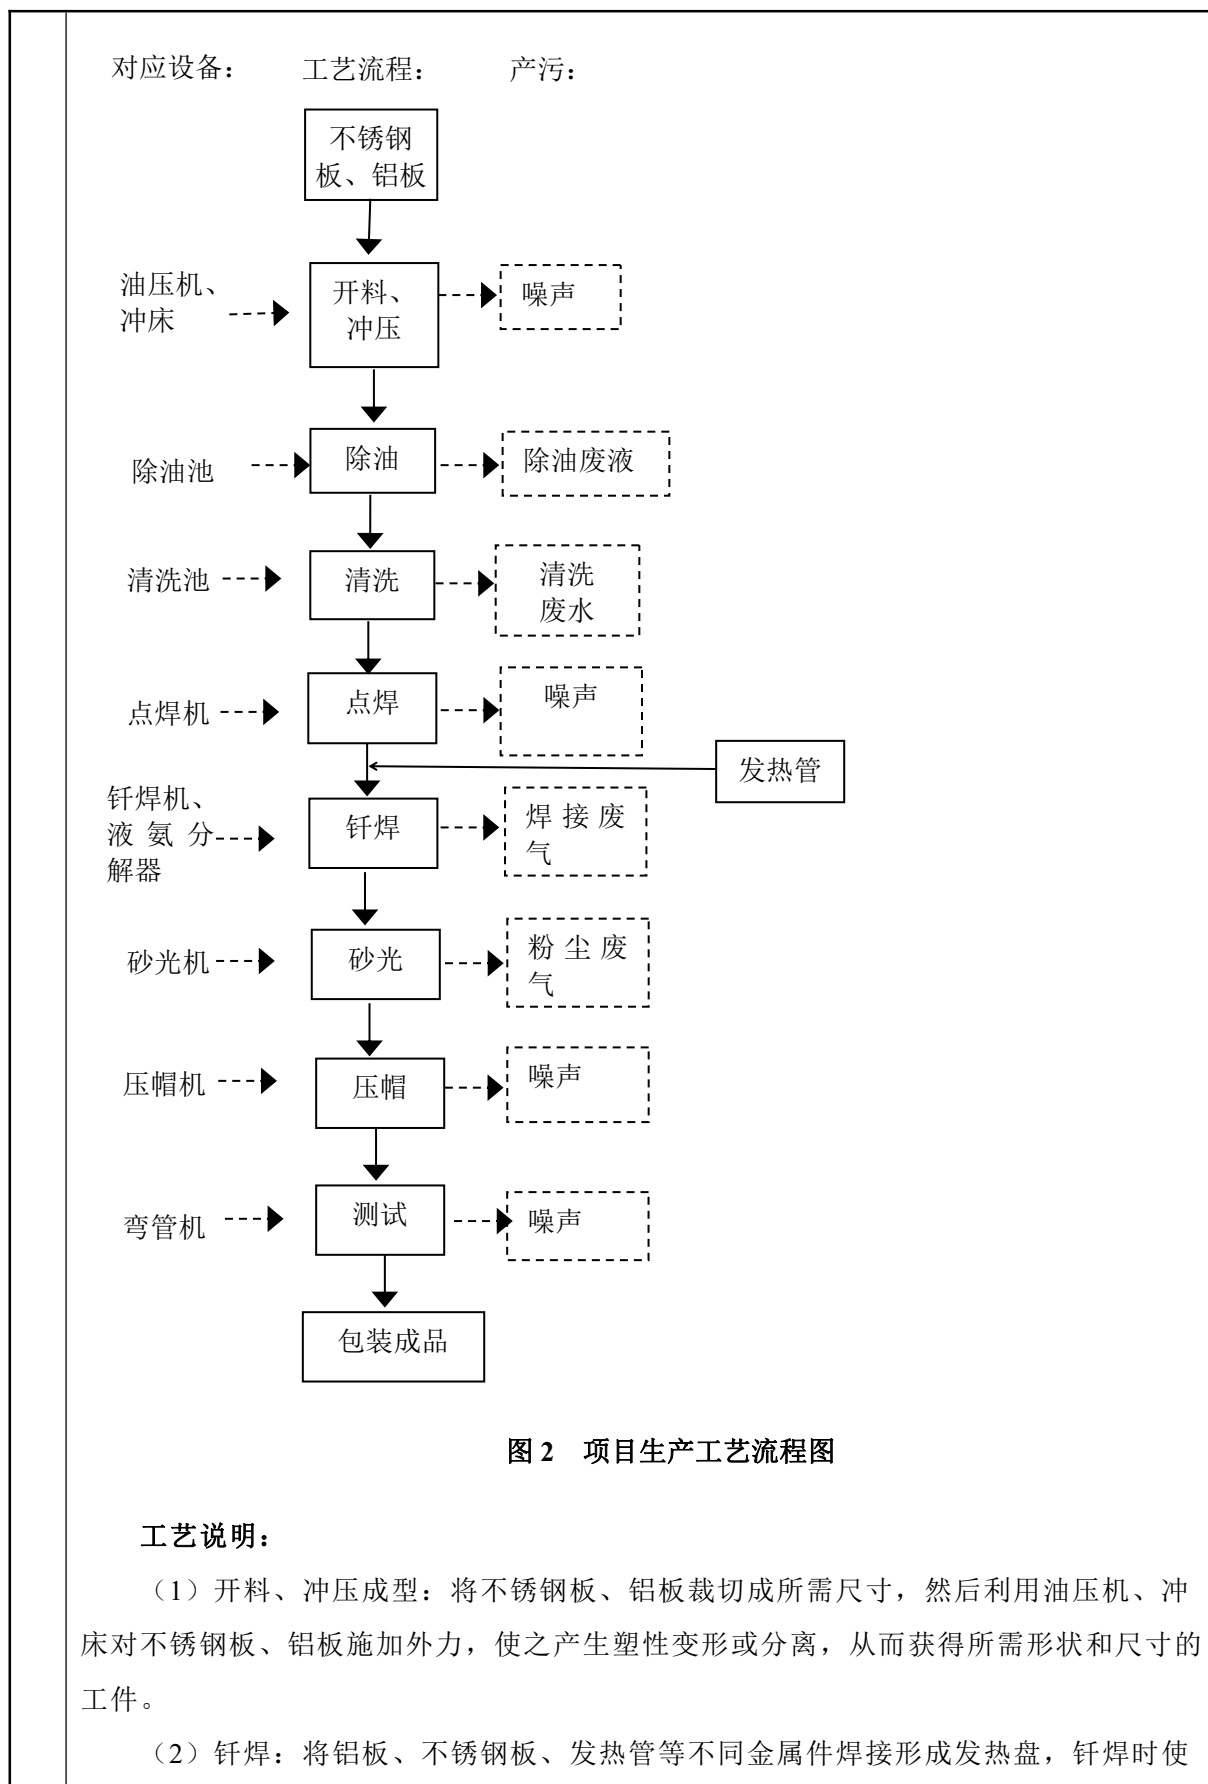 对应设备： 工艺流程： 产污：
不锈钢
板、铝板
油压机、
冲床
开料、
冲压
噪声
除油池
除油
除油废液
清洗池
清洗
清洗
废水
点焊机
点焊
噪声
发热管
钎焊机、
液氨分
解器
钎焊
焊接废
气
砂光机
砂光
粉尘废
气
压帽机
压帽
噪声
弯管机
测试
噪声
包装成品
图 2 项目生产工艺流程图
工艺说明：
（1）开料、冲压成型：将不锈钢板、铝板裁切成所需尺寸，然后利用油压机、冲
床对不锈钢板、铝板施加外力，使之产生塑性变形或分离，从而获得所需形状和尺寸的
工件。
（2）钎焊：将铝板、不锈钢板、发热管等不同金属件焊接形成发热盘，钎焊时使